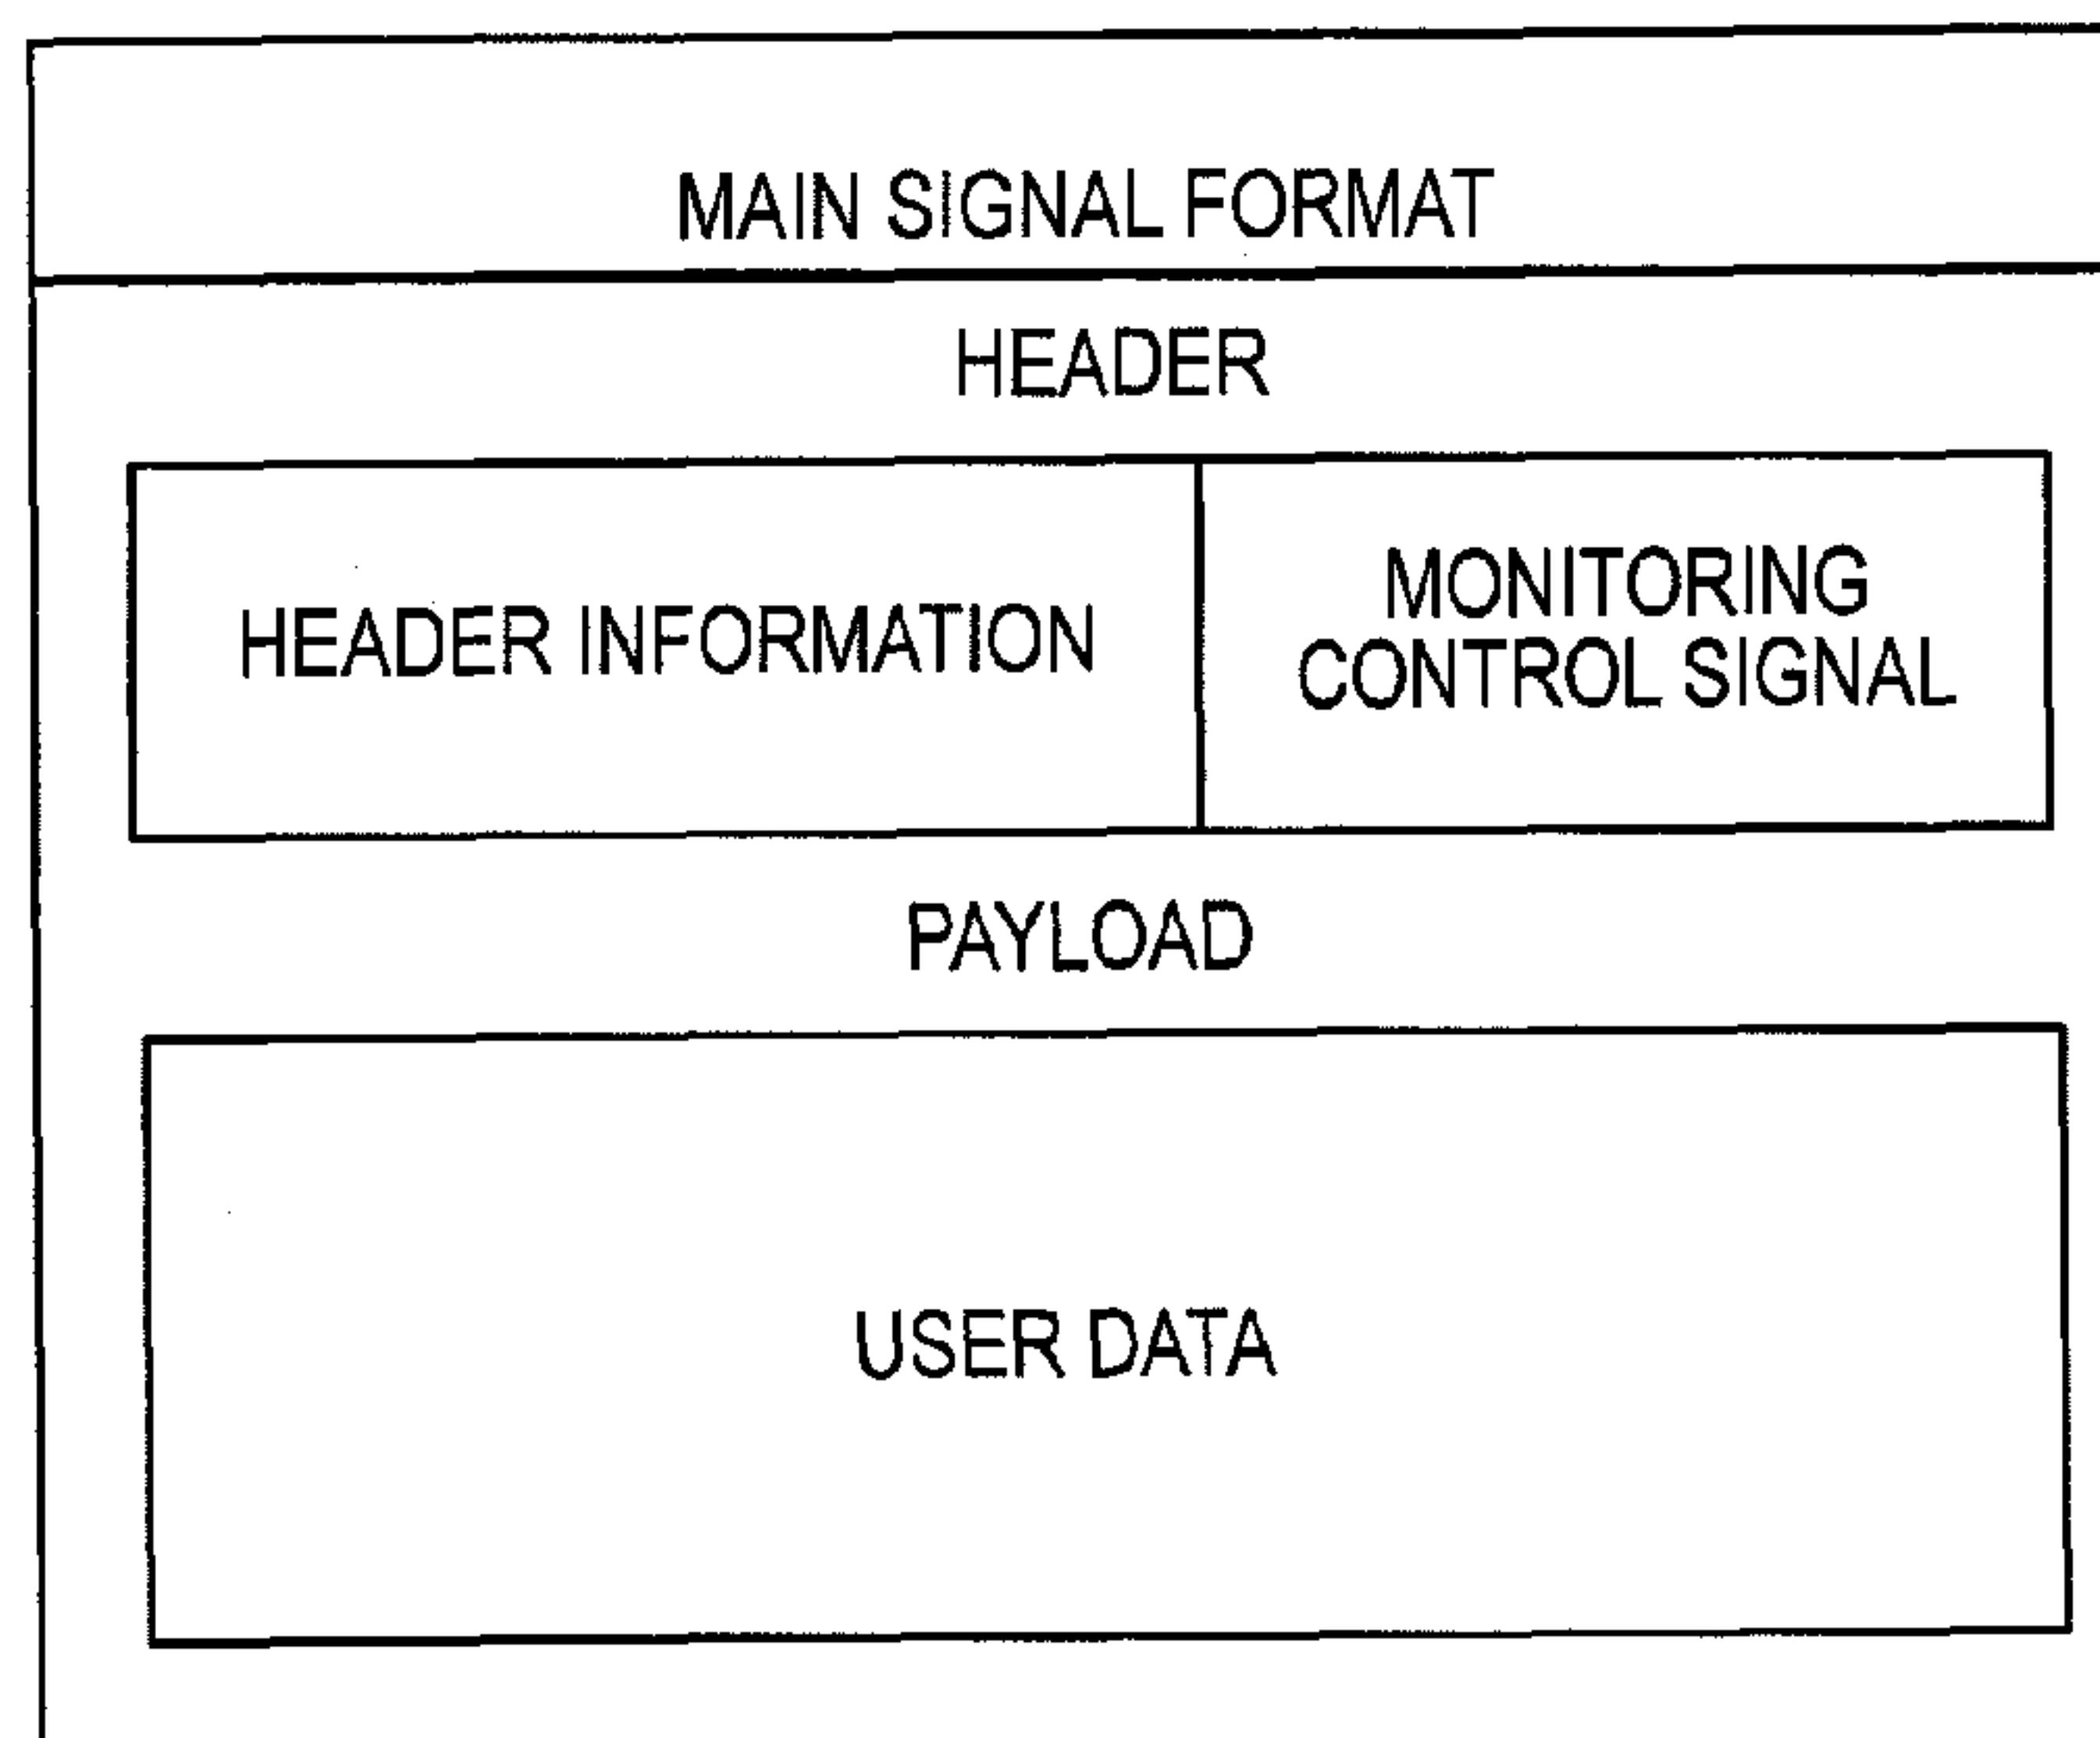 MAIN SIGNAL FORMAT
HEADER
HEADER INFORMATION
MONITORING
CONTROL SIGNAL
PAYLOAD
USER DATA